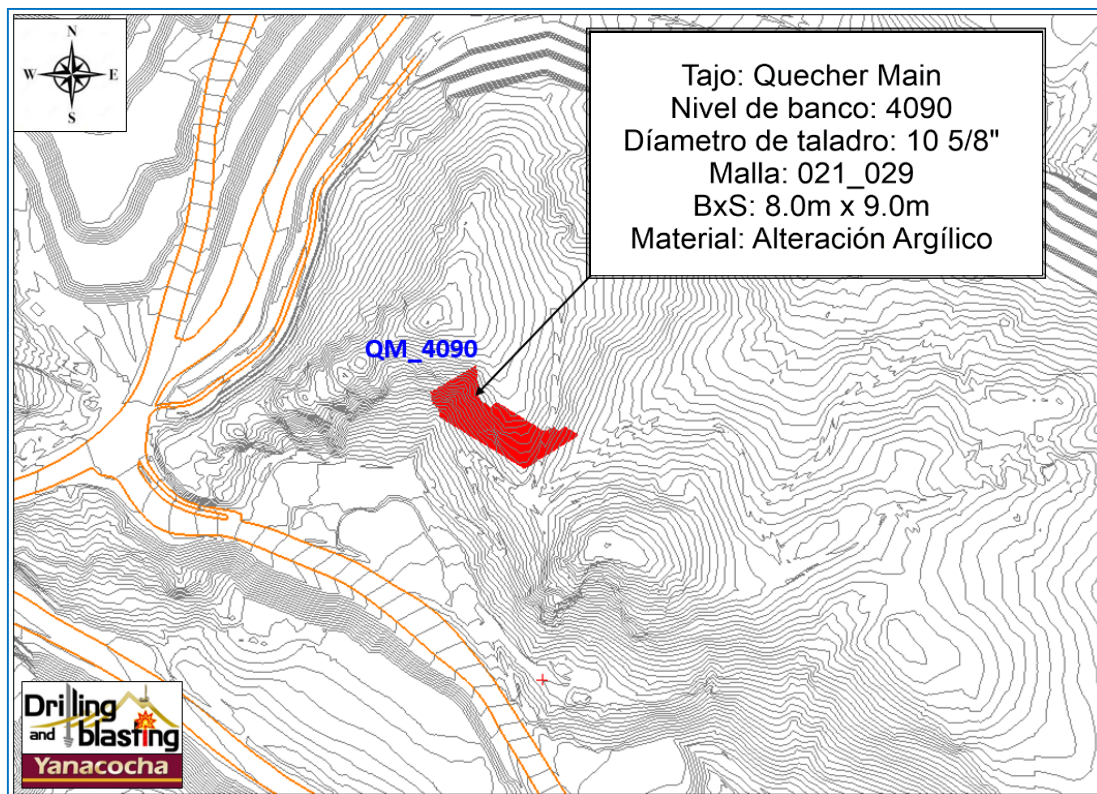 N
W E
S
Tajo: Quecher Main
Nivel de banco: 4090
Díametro de taladro: 10 5/8"
Malla: 021_029
BxS: 8.0m x 9.0m
Material: Alteración Argílico
QM_4090
Drilling
and blasting
Yanacocha